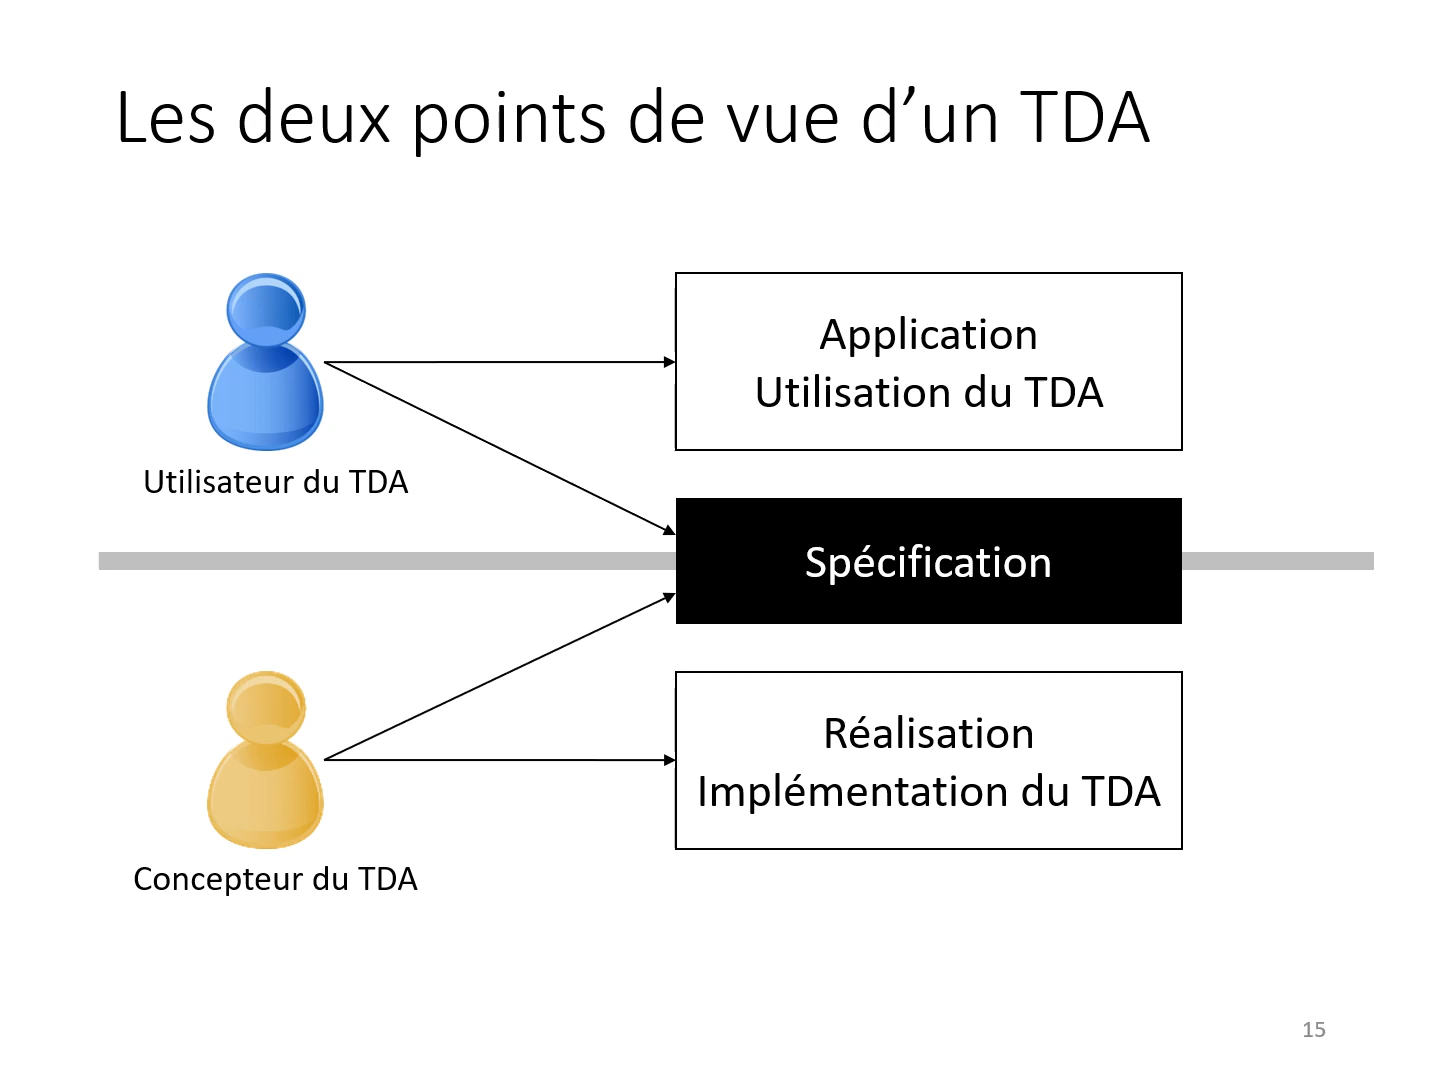 Les deux points de vue d’un TDA
Application
Utilisation du TDA
Utilisateur du TDA
Spécification
Réalisation
Implémentation du TDA
Concepteur du TDA
15